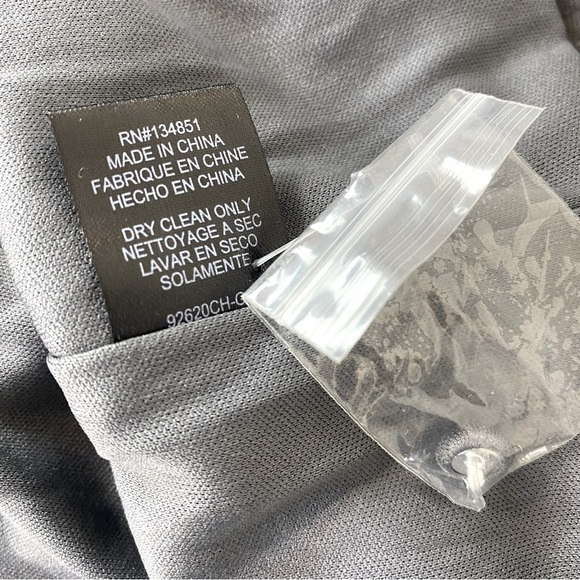 RN#134851
MADE IN CHINA
FABRIQUE EN CHINE
HECHO EN CHINA
DRY CLEAN ONLY
NETTOYAGE A SEC
LAVAR EN SECO
SOLAMENTE